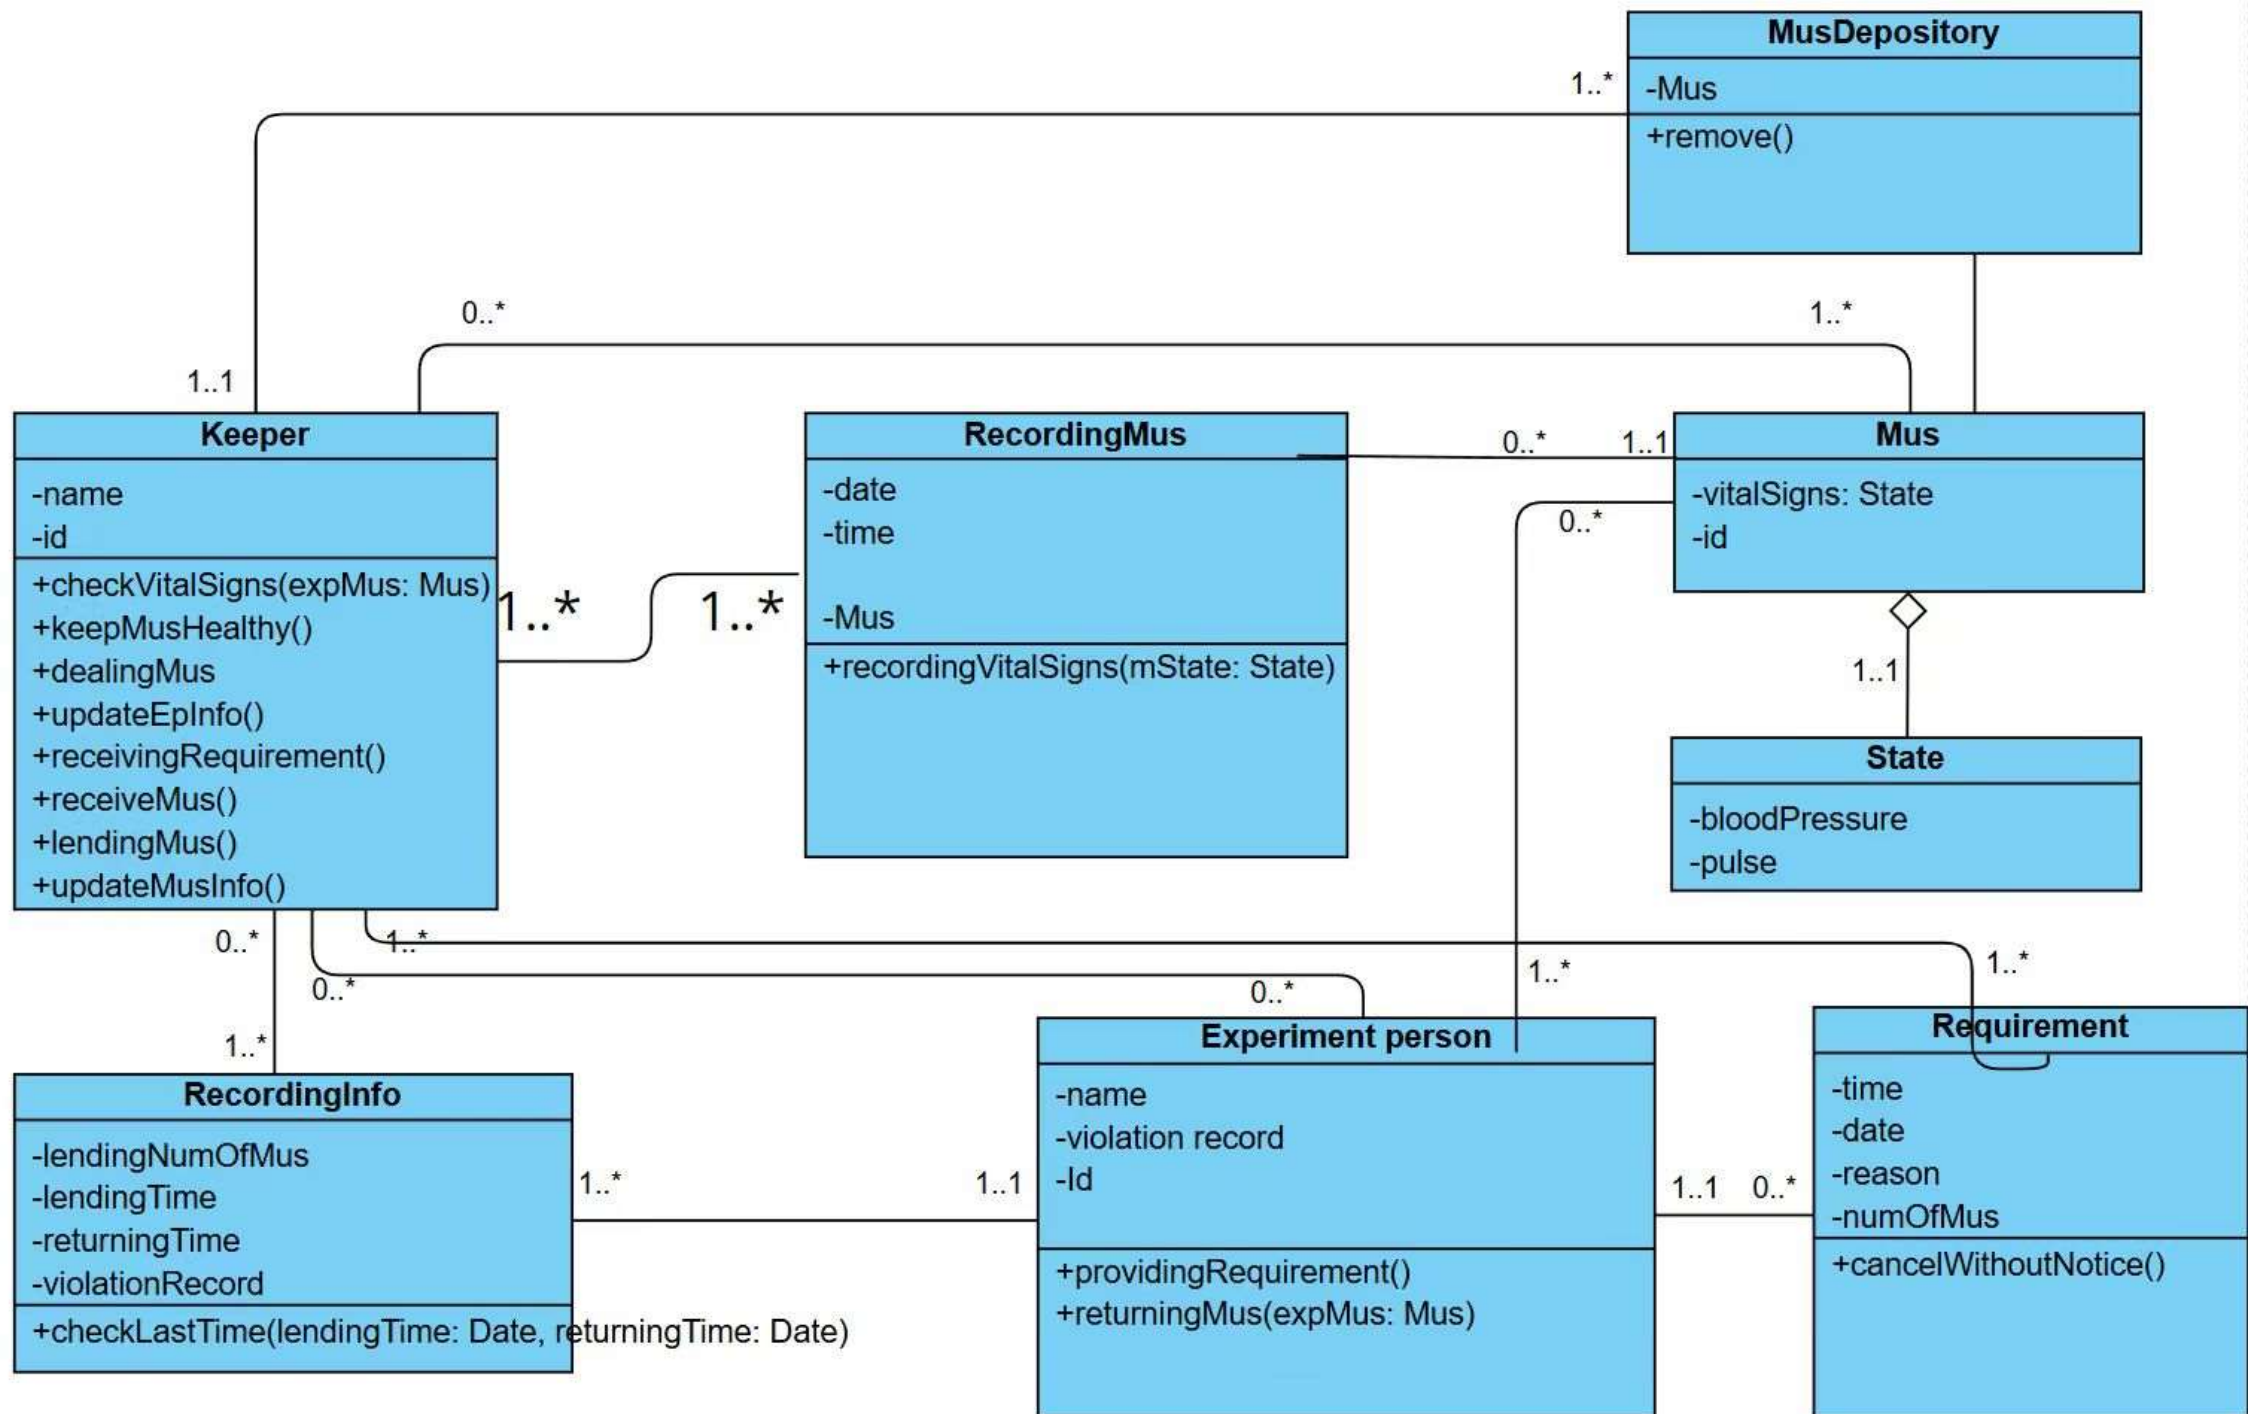 MusDepository
-Mus
+remove()
1..*
1..1
0..*
1..*
Keeper
-name
-id
+checkVitalSigns(expMus: Mus)
+keepMusHealthy()
+dealingMus
+updateEpInfo()
+receivingRequirement()
+receiveMus()
+lendingMus()
+updateMusInfo()
1..*
1..*
RecordingMus
-date
-time
-Mus
+recordingVitalSigns(mState: State)
0..*
1..1
Mus
-vitalSigns: State
-id
0..*
1..1
State
-bloodPressure
-pulse
0..*
1..*
0..*
0..*
1..*
1..*
1..*
RecordingInfo
-lendingNumOfMus
-lendingTime
-returningTime
-violationRecord
+checkLastTime(lendingTime: Date, returningTime: Date)
1..*
1..1
Experiment person
-name
-violation record
-Id
+providingRequirement()
+returningMus(expMus: Mus)
1..1
0..*
Requirement
-time
-date
-reason
-numOfMus
+cancelWithoutNotice()